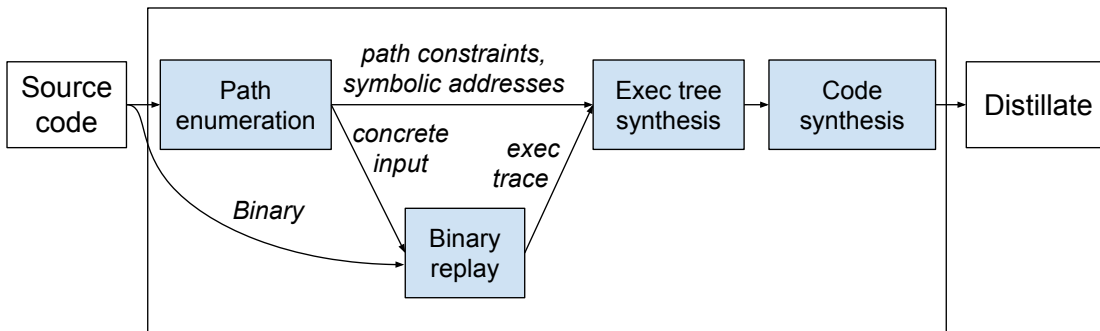 Source
code
Path
enumeration
path constraints,
symbolic addresses
concrete
input
exec
trace
Binary
Binary
replay
Exec tree
synthesis
Code
synthesis
Distillate